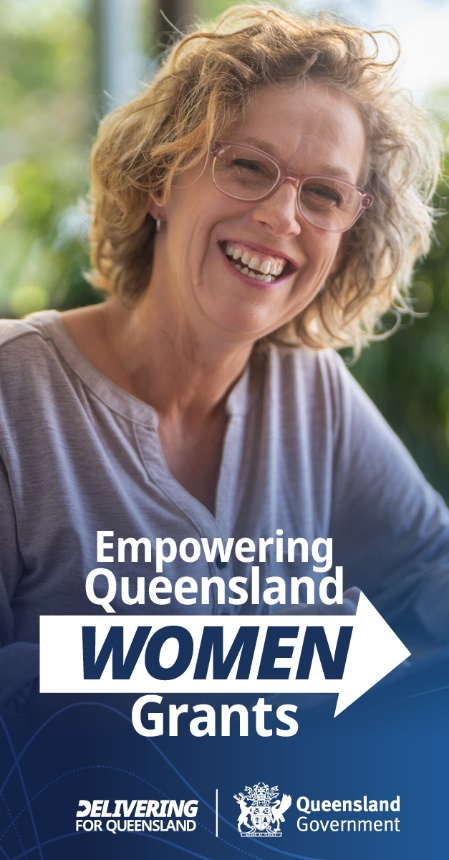 Empowering
Queensland
WOMEN
Grants
DELIVERING
FOR QUEENSLAND
Queensland
Government